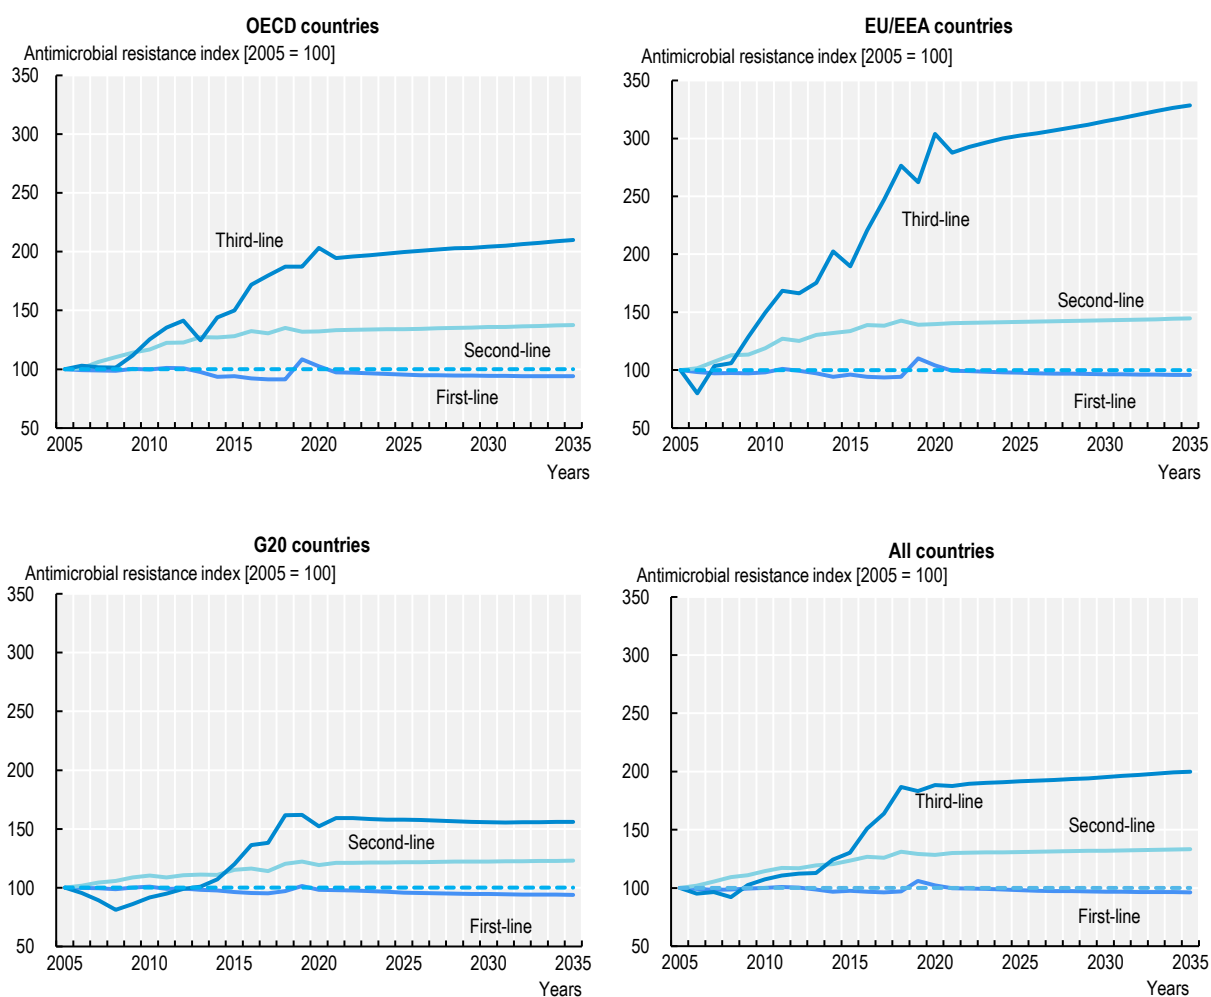 OECD countries
Antimicrobial resistance index [2005 = 100]
350
300
250
200
150
100
50
Third-line
Second-line
First-line
2005 2010 2015 2020 2025 2030 2035
Years
EU/EEA countries
Antimicrobial resistance index [2005 = 100]
350
300
250
200
150
100
50
Third-line
Second-line
First-line
2005 2010 2015 2020 2025 2030 2035
Years
G20 countries
Antimicrobial resistance index [2005 = 100]
350
300
250
200
150
100
50
Second-line
First-line
2005 2010 2015 2020 2025 2030 2035
Years
All countries
Antimicrobial resistance index [2005 = 100]
350
300
250
200
150
100
50
Third-line
Second-line
First-line
2005 2010 2015 2020 2025 2030 2035
Years